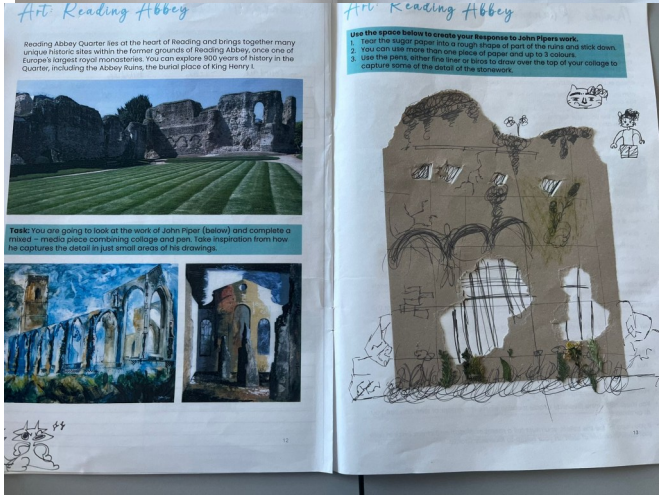 Art: Reading Abbey
Reading Abbey Quarter lies at the heart of Reading and brings together many
unique historic sites within the former grounds of Reading Abbey, once one of
Europe's largest royal monasteries. You can explore 900 years of history in the
Quarter, including the Abbey Ruins, the burial place of King Henry I.
Task: You are going to look at the work of John Piper (below) and complete a
mixed – media piece combining collage and pen. Take inspiration from how
he captures the detail in just small areas of his drawings.
12
Art: Reading Abbey
Use the space below to create your Response to John Pipers work.
1. Tear the sugar paper into a rough shape of part of the ruins and stick down.
2. You can use more than one piece of paper and up to 3 colours.
3. Use the pens, either fine liner or biros to draw over the top of your collage to
capture some of the detail of the stonework.
13